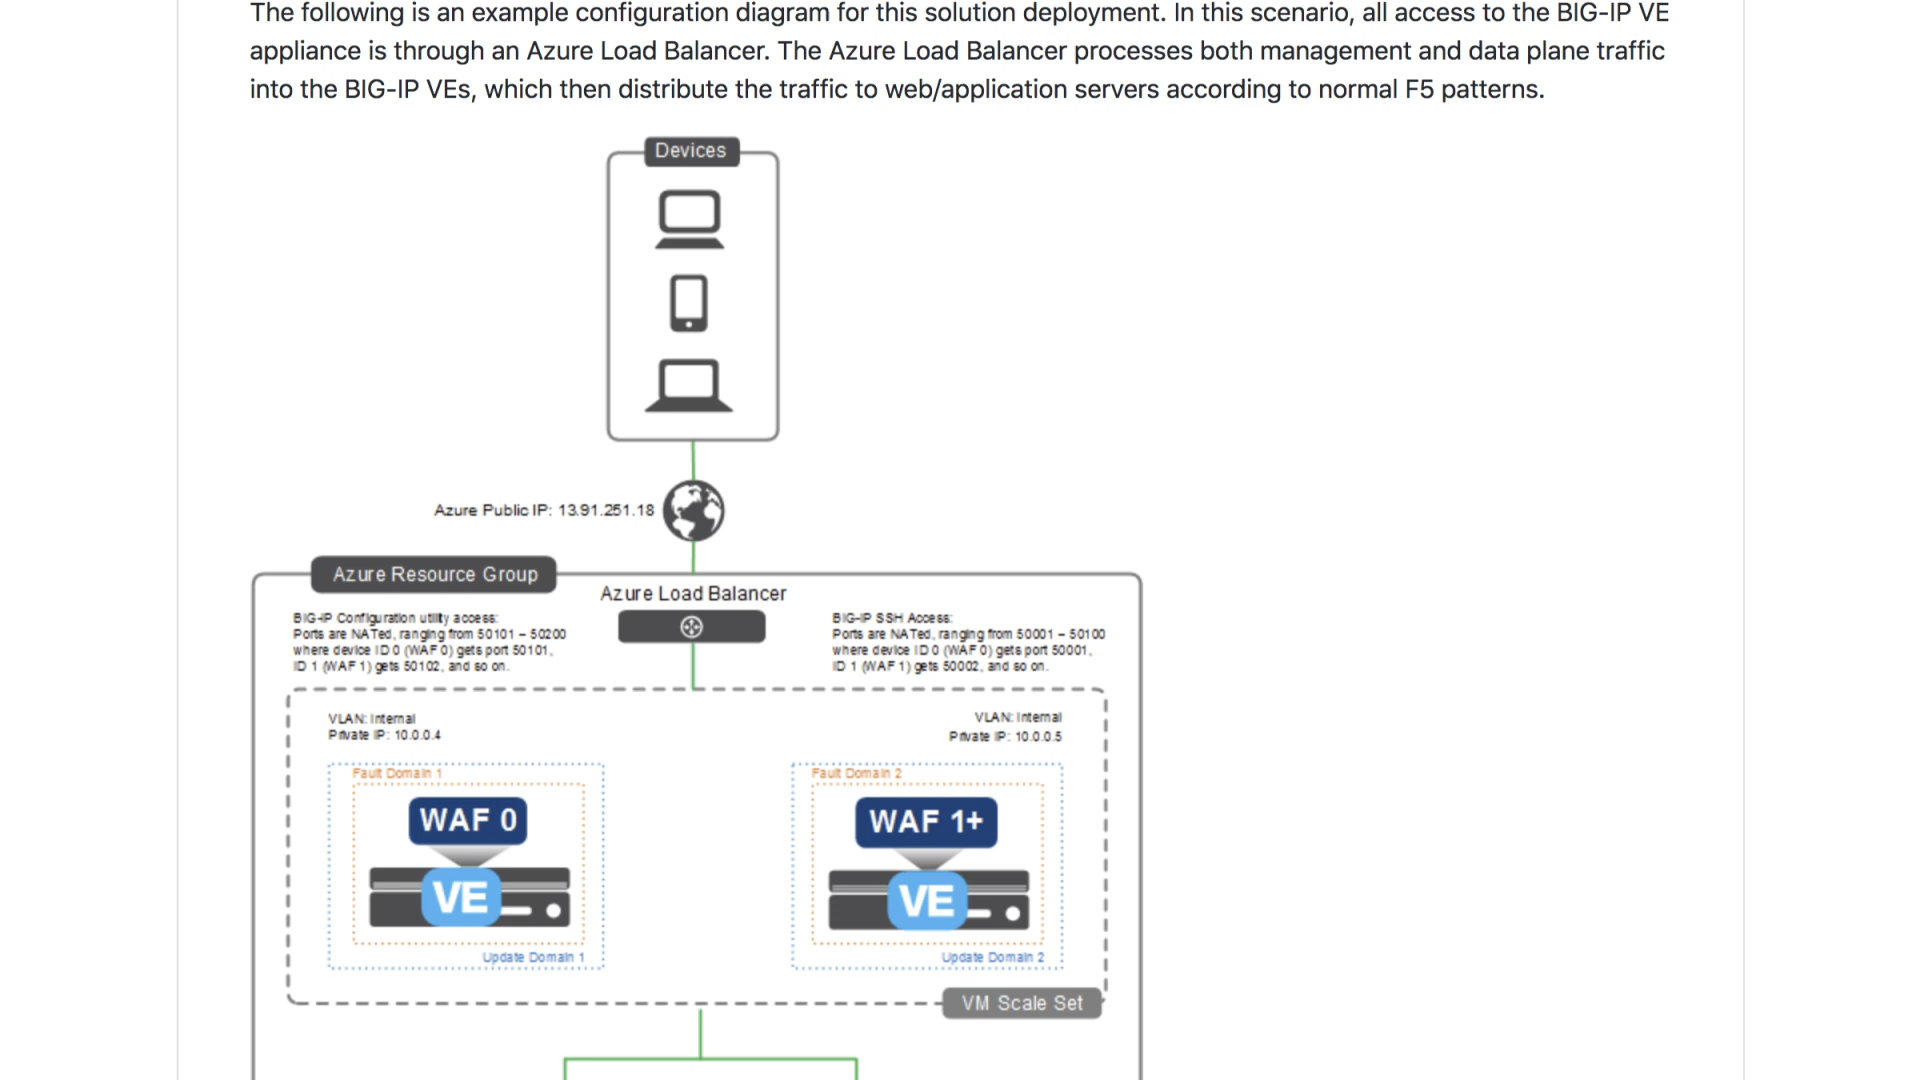 The following is an example configuration diagram for this solution deployment. In this scenario, all access to the BIG-IP VE
appliance is through an Azure Load Balancer. The Azure Load Balancer processes both management and data plane traffic
into the BIG-IP VEs, which then distribute the traffic to web/application servers according to normal F5 patterns.
Devices
Azure Public IP: 13.91.251.18
Azure Resource Group
Azure Load Balancer
BIG-IP Configuration utility access:
Ports are NATed, ranging from 50101 – 50200
where device ID 0 (WAF 0) gets port 50101,
ID 1 (WAF 1) gets 50102, and so on.
BIG-IP SSH Access:
Ports are NATed, ranging from 50001 – 50100
where device ID 0 (WAF 0) gets port 50001,
ID 1 (WAF 1) gets 50002, and so on.
VLAN: Internal
Private IP: 10.0.0.4
VLAN: Internal
Private IP: 10.0.0.5
Fault Domain 1
WAF 0
VE
Update Domain 1
Fault Domain 2
WAF 1+
VE
Update Domain 2
VM Scale Set